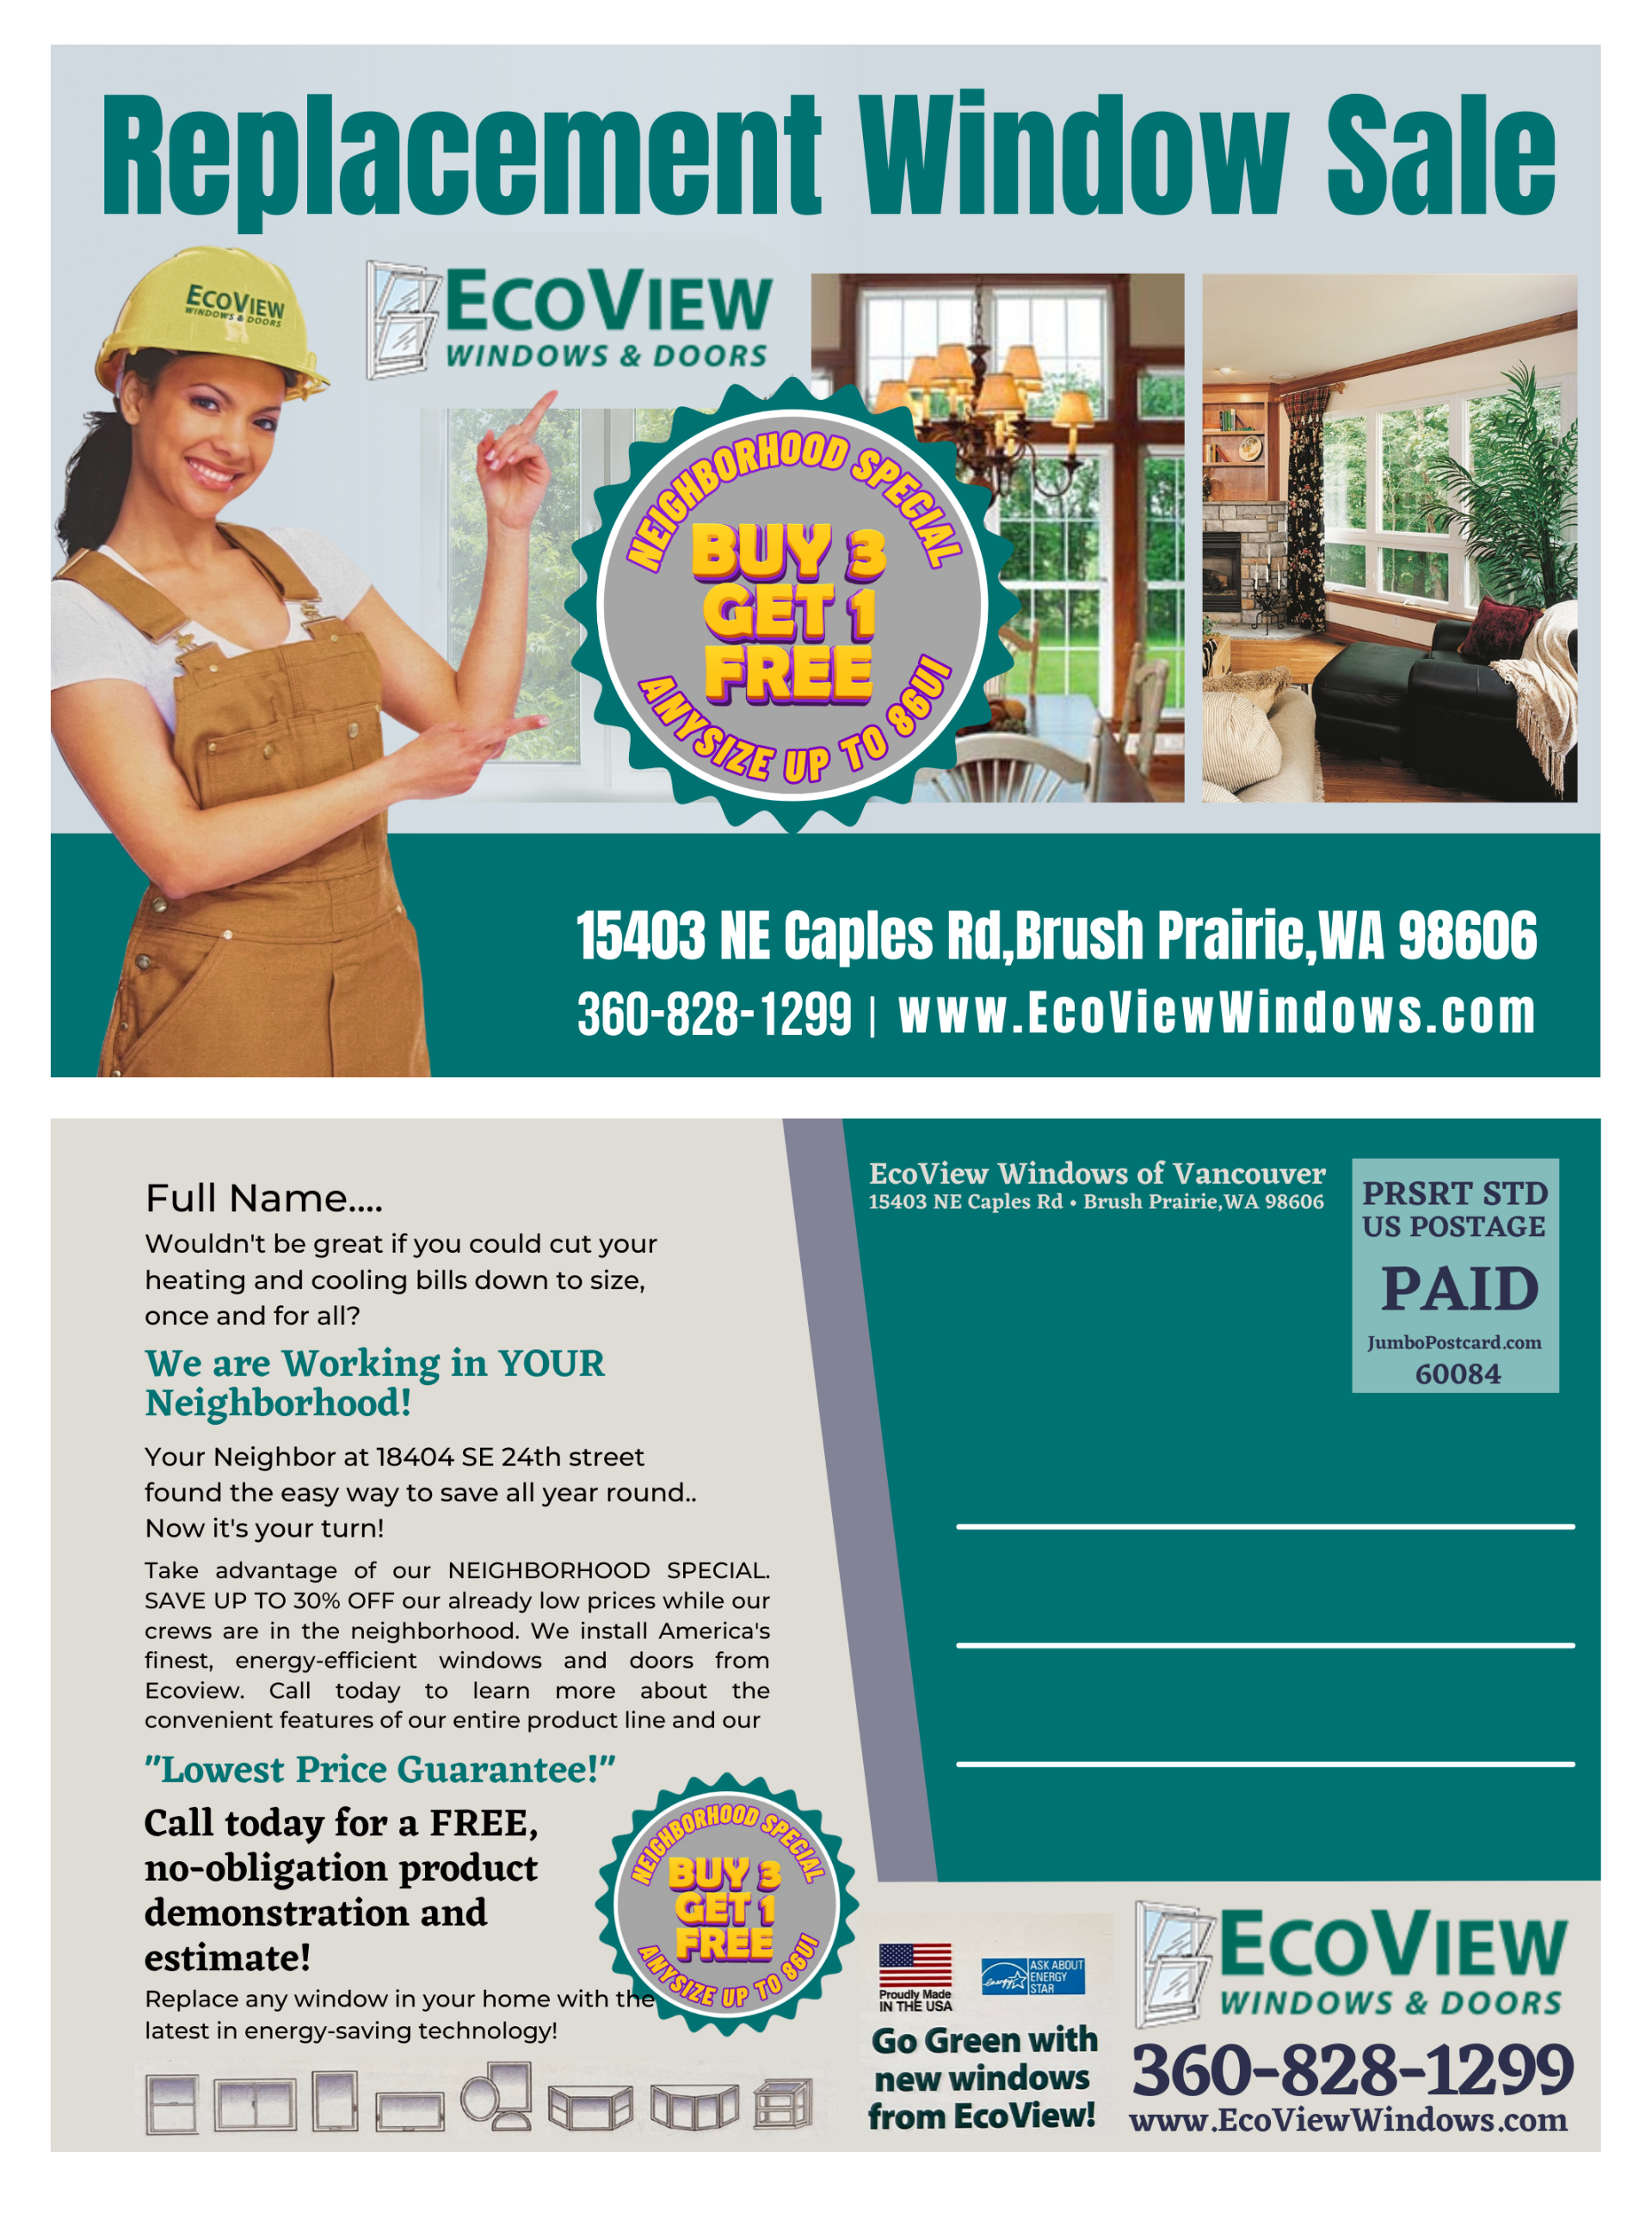 Replacement Window Sale
ECOVIEW
WINDOWS & DOORS
ECOVIEW
WINDOWS & DOORS
NEIGHBORHOOD SPECIAL
BUY 3
GET 1
FREE
ANYSIZE UP TO 86UI
15403 NE Caples Rd,Brush Prairie,WA 98606
360-828-1299 | www.EcoViewWindows.com
Full Name....
Wouldn't be great if you could cut your
heating and cooling bills down to size,
once and for all?
We are Working in YOUR
Neighborhood!
Your Neighbor at 18404 SE 24th street
found the easy way to save all year round..
Now it's your turn!
Take advantage of our NEIGHBORHOOD SPECIAL.
SAVE UP TO 30% OFF our already low prices while our
crews are in the neighborhood. We install America's
finest, energy-efficient windows and doors from
Ecoview. Call today to learn more about the
convenient features of our entire product line and our
"Lowest Price Guarantee!"
Call today for a FREE,
no-obligation product
demonstration and
estimate!
Replace any window in your home with the
latest in energy-saving technology!
NEIGHBORHOOD SPECIAL
BUY 3
GET 1
FREE
ANYSIZE UP TO 86UI
EcoView Windows of Vancouver
15403 NE Caples Rd • Brush Prairie,WA 98606
PRSRT STD
US POSTAGE
PAID
JumboPostcard.com
60084
Proudly Made
IN THE USA
energy
ASK ABOUT
ENERGY
STAR
Go Green with
new windows
from EcoView!
ECOVIEW
WINDOWS & DOORS
360-828-1299
www.EcoViewWindows.com